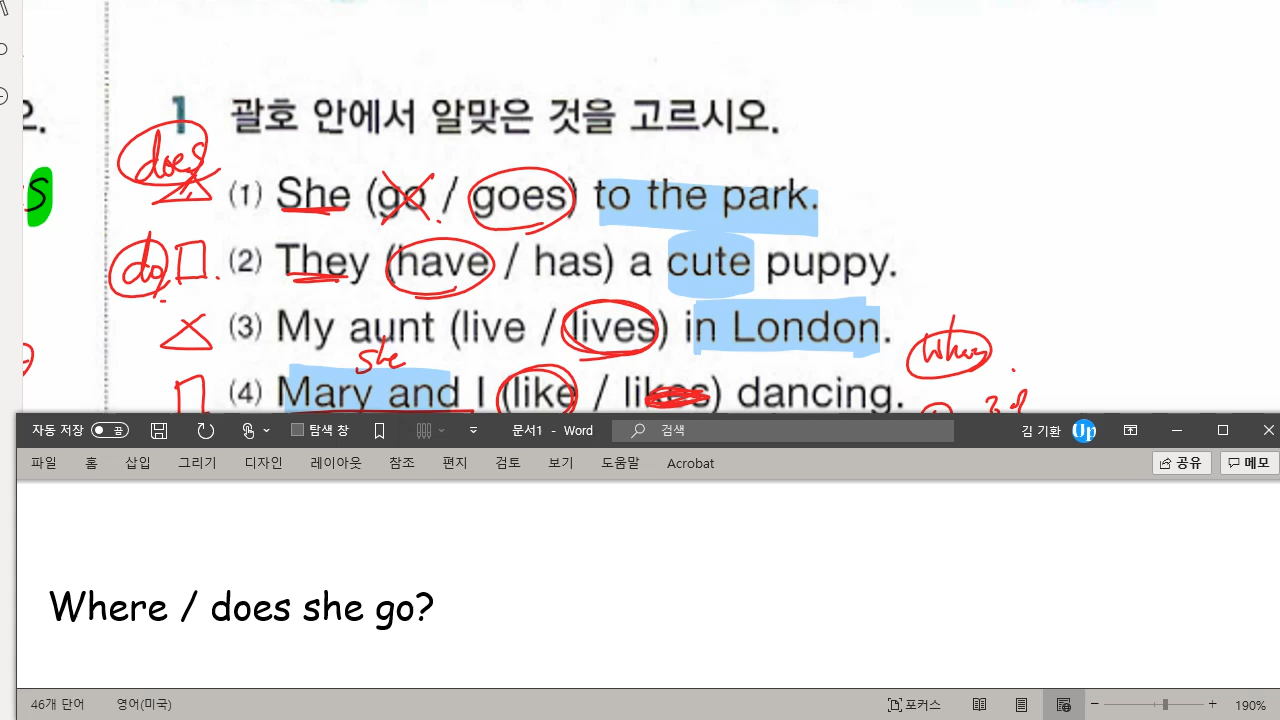 오.
1 괄호 안에서 알맞은 것을 고르시오.
does
s
(1) She (go / goes) to the park.
do
(2) They (have / has) a cute puppy.
(3) My aunt (live / lives) in London.
she
(4) Mary and I (like / likes) dancing.
자동 저장 끔 탐색 창 문서1 - Word 검색 김 기환 Up
파일 홈 삽입 그리기 디자인 레이아웃 참조 편지 검토 보기 도움말 Acrobat 공유 메모
Where / does she go?
46개 단어 영어(미국) 포커스 190%